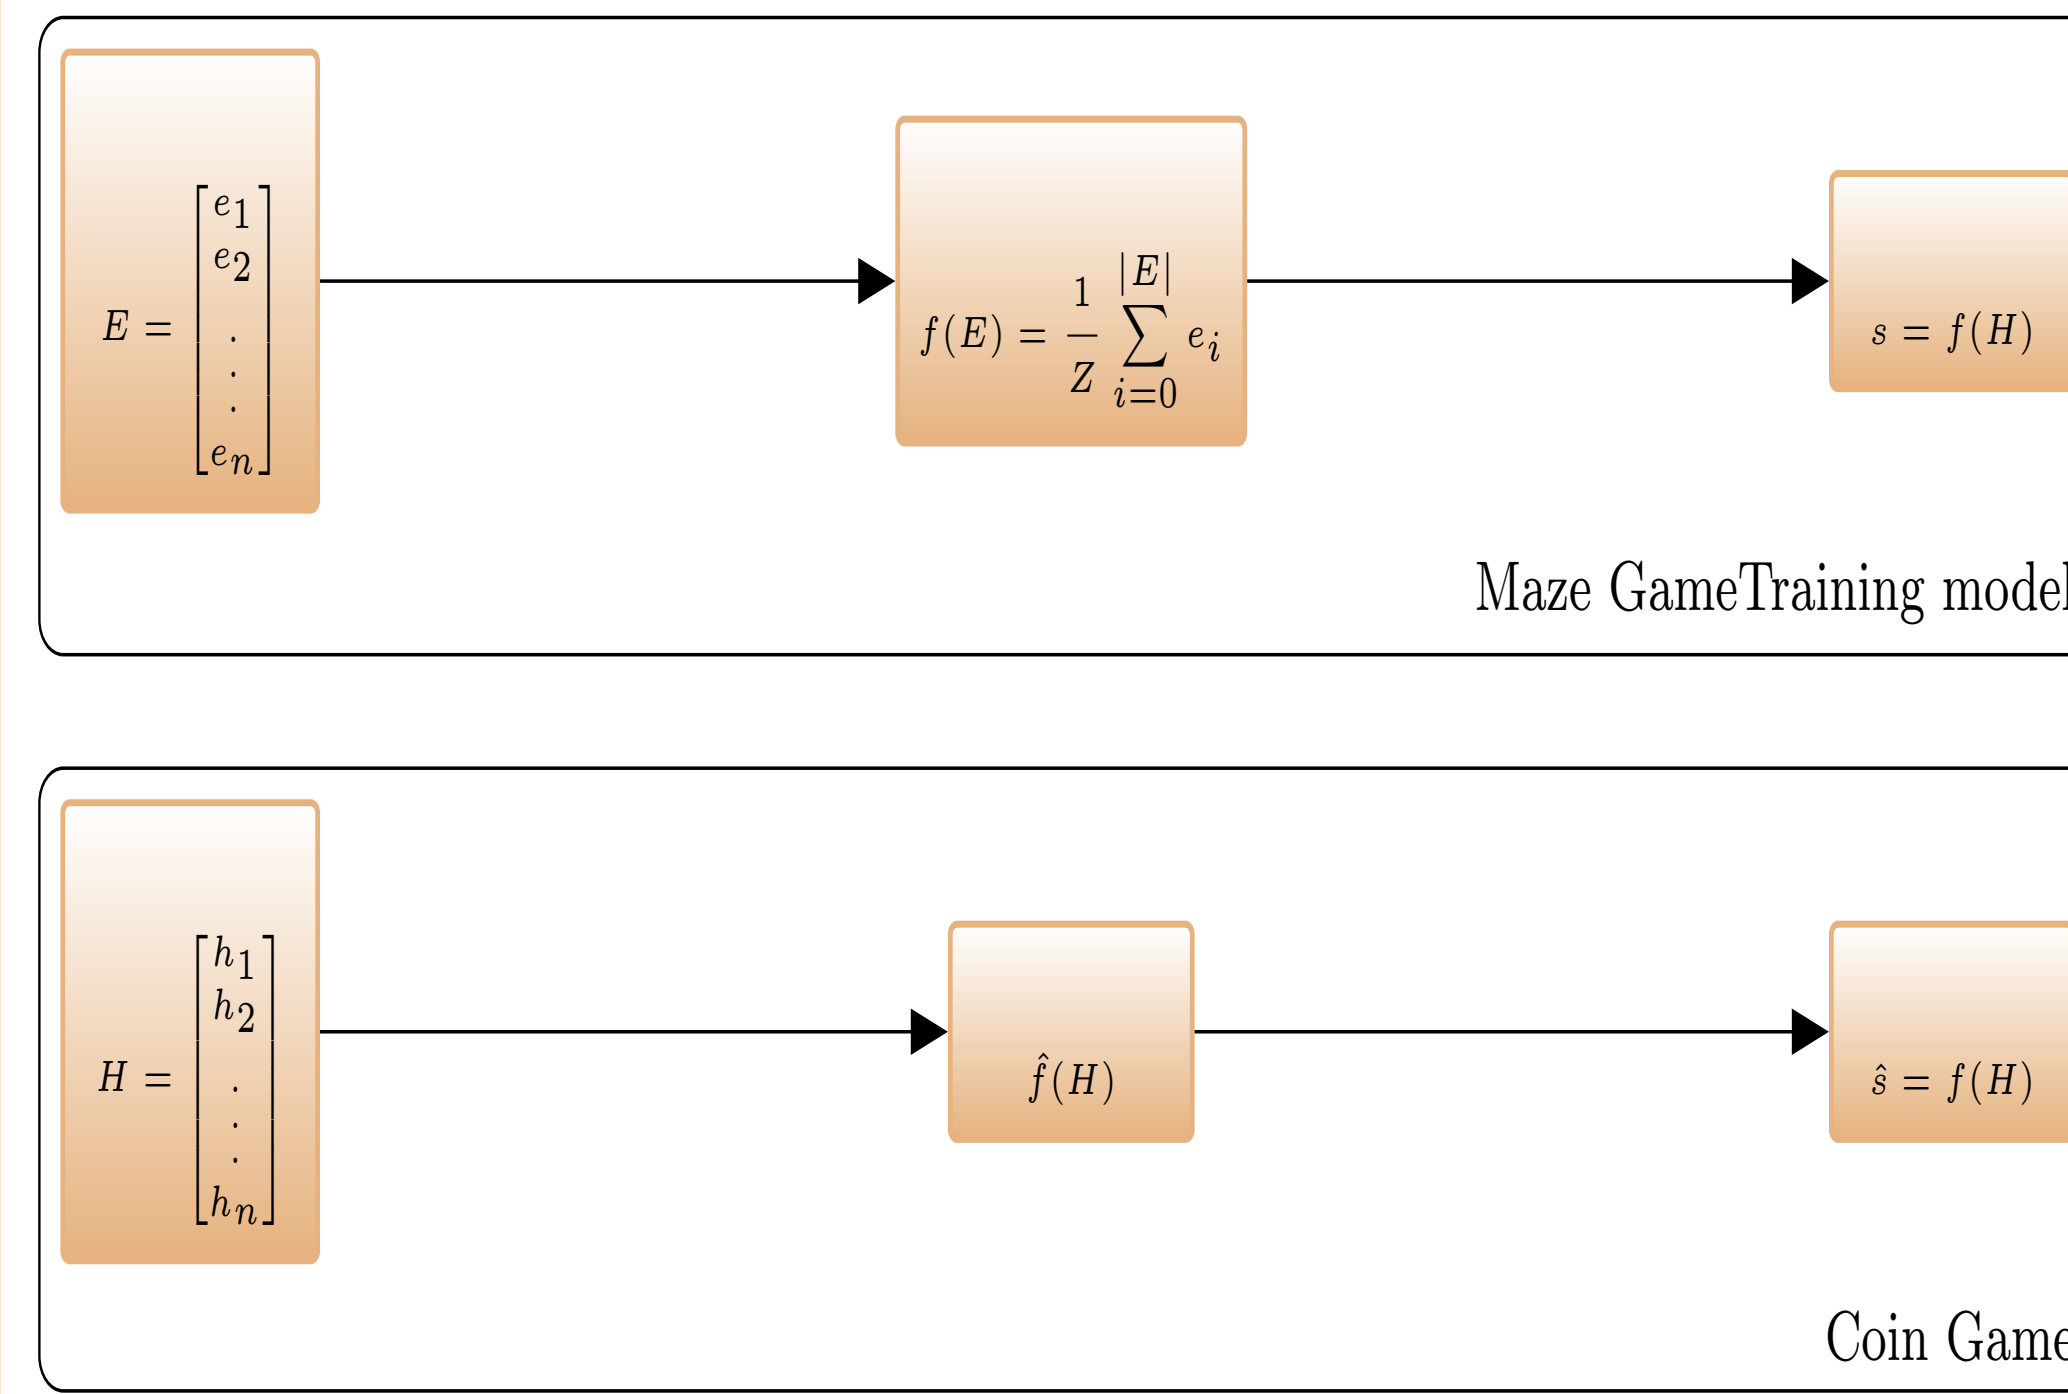 E = [e1 e2 . . . en]
f(E) = 1/Z ∑_{i=0}^{|E|} e_i
s = f(H)
Maze GameTraining model
H = [h1 h2 . . . hn]
f̂(H)
ŝ = f(H)
Coin Game